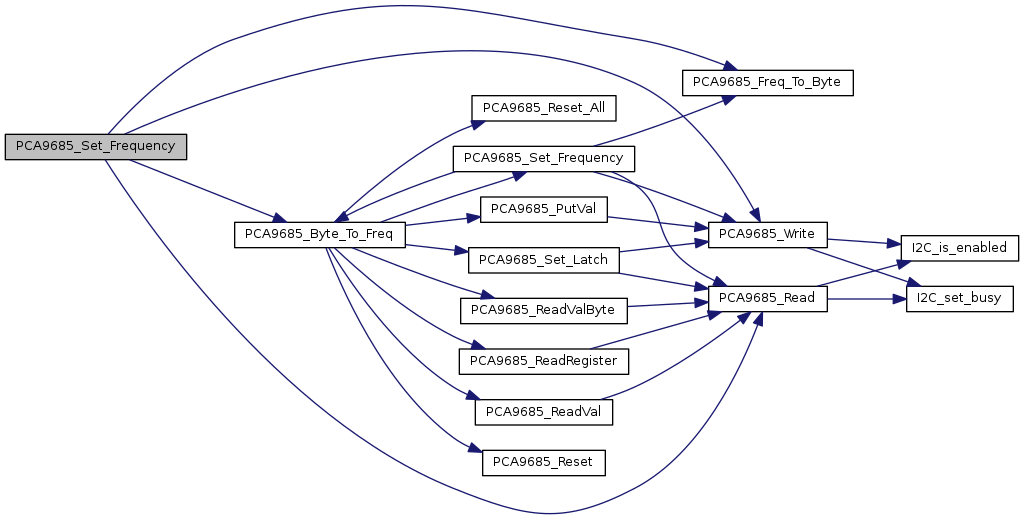 PCA9685_Set_Frequency
PCA9685_Byte_To_Freq
PCA9685_Reset_All
PCA9685_Set_Frequency
PCA9685_PutVal
PCA9685_Set_Latch
PCA9685_ReadValByte
PCA9685_ReadRegister
PCA9685_ReadVal
PCA9685_Reset
PCA9685_Freq_To_Byte
PCA9685_Write
PCA9685_Read
I2C_is_enabled
I2C_set_busy